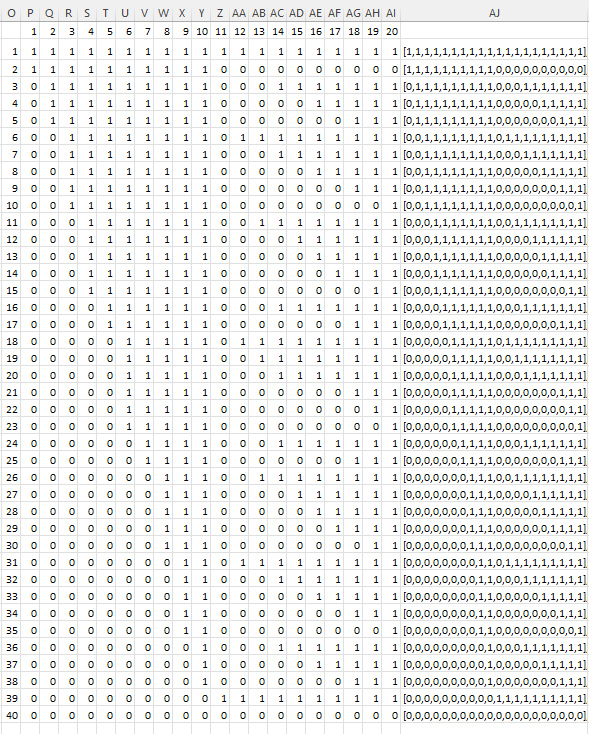 O P Q R S T U V W X Y Z AA AB AC AD AE AF AG AH AI AJ
1 2 3 4 5 6 7 8 9 10 11 12 13 14 15 16 17 18 19 20
1 1 1 1 1 1 1 1 1 1 1 1 1 1 1 1 1 1 1 1 1 [1,1,1,1,1,1,1,1,1,1,1,1,1,1,1,1,1,1,1,1],
2 1 1 1 1 1 1 1 1 1 1 0 0 0 0 0 0 0 0 0 0 [1,1,1,1,1,1,1,1,1,1,0,0,0,0,0,0,0,0,0,0],
3 0 1 1 1 1 1 1 1 1 1 0 0 0 1 1 1 1 1 1 1 [0,1,1,1,1,1,1,1,1,1,0,0,0,1,1,1,1,1,1,1],
4 0 1 1 1 1 1 1 1 1 1 0 0 0 0 0 1 1 1 1 1 [0,1,1,1,1,1,1,1,1,1,0,0,0,0,0,1,1,1,1,1],
5 0 1 1 1 1 1 1 1 1 1 0 0 0 0 0 0 0 1 1 1 [0,1,1,1,1,1,1,1,1,1,0,0,0,0,0,0,0,1,1,1],
6 0 0 1 1 1 1 1 1 1 1 0 1 1 1 1 1 1 1 1 1 [0,0,1,1,1,1,1,1,1,1,0,1,1,1,1,1,1,1,1,1],
7 0 0 1 1 1 1 1 1 1 1 0 0 0 1 1 1 1 1 1 1 [0,0,1,1,1,1,1,1,1,1,0,0,0,1,1,1,1,1,1,1],
8 0 0 1 1 1 1 1 1 1 1 0 0 0 0 0 1 1 1 1 1 [0,0,1,1,1,1,1,1,1,1,0,0,0,0,0,1,1,1,1,1],
9 0 0 1 1 1 1 1 1 1 1 0 0 0 0 0 0 0 1 1 1 [0,0,1,1,1,1,1,1,1,1,0,0,0,0,0,0,0,1,1,1],
10 0 0 1 1 1 1 1 1 1 1 0 0 0 0 0 0 0 0 0 1 [0,0,1,1,1,1,1,1,1,1,0,0,0,0,0,0,0,0,0,1],
11 0 0 0 1 1 1 1 1 1 1 0 0 1 1 1 1 1 1 1 1 [0,0,0,1,1,1,1,1,1,1,0,0,1,1,1,1,1,1,1,1],
12 0 0 0 1 1 1 1 1 1 1 0 0 0 0 1 1 1 1 1 1 [0,0,0,1,1,1,1,1,1,1,0,0,0,0,1,1,1,1,1,1],
13 0 0 0 1 1 1 1 1 1 1 0 0 0 0 0 1 1 1 1 1 [0,0,0,1,1,1,1,1,1,1,0,0,0,0,0,1,1,1,1,1],
14 0 0 0 1 1 1 1 1 1 1 0 0 0 0 0 0 1 1 1 1 [0,0,0,1,1,1,1,1,1,1,0,0,0,0,0,0,1,1,1,1],
15 0 0 0 1 1 1 1 1 1 1 0 0 0 0 0 0 0 0 1 1 [0,0,0,1,1,1,1,1,1,1,0,0,0,0,0,0,0,0,1,1],
16 0 0 0 0 1 1 1 1 1 1 0 0 0 1 1 1 1 1 1 1 [0,0,0,0,1,1,1,1,1,1,0,0,0,1,1,1,1,1,1,1],
17 0 0 0 0 1 1 1 1 1 1 0 0 0 0 0 0 0 1 1 1 [0,0,0,0,1,1,1,1,1,1,0,0,0,0,0,0,0,1,1,1],
18 0 0 0 0 0 1 1 1 1 1 0 1 1 1 1 1 1 1 1 1 [0,0,0,0,0,1,1,1,1,1,0,1,1,1,1,1,1,1,1,1],
19 0 0 0 0 0 1 1 1 1 1 0 0 1 1 1 1 1 1 1 1 [0,0,0,0,0,1,1,1,1,1,0,0,1,1,1,1,1,1,1,1],
20 0 0 0 0 0 1 1 1 1 1 0 0 0 1 1 1 1 1 1 1 [0,0,0,0,0,1,1,1,1,1,0,0,0,1,1,1,1,1,1,1],
21 0 0 0 0 0 1 1 1 1 1 0 0 0 0 0 0 0 1 1 1 [0,0,0,0,0,1,1,1,1,1,0,0,0,0,0,0,0,1,1,1],
22 0 0 0 0 0 1 1 1 1 1 0 0 0 0 0 0 0 0 1 1 [0,0,0,0,0,1,1,1,1,1,0,0,0,0,0,0,0,0,1,1],
23 0 0 0 0 0 1 1 1 1 1 0 0 0 0 0 0 0 0 0 1 [0,0,0,0,0,1,1,1,1,1,0,0,0,0,0,0,0,0,0,1],
24 0 0 0 0 0 0 1 1 1 1 0 0 0 1 1 1 1 1 1 1 [0,0,0,0,0,0,1,1,1,1,0,0,0,1,1,1,1,1,1,1],
25 0 0 0 0 0 0 1 1 1 1 0 0 0 0 0 0 0 1 1 1 [0,0,0,0,0,0,1,1,1,1,0,0,0,0,0,0,0,1,1,1],
26 0 0 0 0 0 0 0 1 1 1 0 0 1 1 1 1 1 1 1 1 [0,0,0,0,0,0,0,1,1,1,0,0,1,1,1,1,1,1,1,1],
27 0 0 0 0 0 0 0 1 1 1 0 0 0 0 1 1 1 1 1 1 [0,0,0,0,0,0,0,1,1,1,0,0,0,0,1,1,1,1,1,1],
28 0 0 0 0 0 0 0 1 1 1 0 0 0 0 0 1 1 1 1 1 [0,0,0,0,0,0,0,1,1,1,0,0,0,0,0,1,1,1,1,1],
29 0 0 0 0 0 0 0 1 1 1 0 0 0 0 0 0 1 1 1 1 [0,0,0,0,0,0,0,1,1,1,0,0,0,0,0,0,1,1,1,1],
30 0 0 0 0 0 0 0 1 1 1 0 0 0 0 0 0 0 0 1 1 [0,0,0,0,0,0,0,1,1,1,0,0,0,0,0,0,0,0,1,1],
31 0 0 0 0 0 0 0 0 1 1 0 1 1 1 1 1 1 1 1 1 [0,0,0,0,0,0,0,0,1,1,0,1,1,1,1,1,1,1,1,1],
32 0 0 0 0 0 0 0 0 1 1 0 0 0 1 1 1 1 1 1 1 [0,0,0,0,0,0,0,0,1,1,0,0,0,1,1,1,1,1,1,1],
33 0 0 0 0 0 0 0 0 1 1 0 0 0 0 0 1 1 1 1 1 [0,0,0,0,0,0,0,0,1,1,0,0,0,0,0,1,1,1,1,1],
34 0 0 0 0 0 0 0 0 1 1 0 0 0 0 0 0 0 1 1 1 [0,0,0,0,0,0,0,0,1,1,0,0,0,0,0,0,0,1,1,1],
35 0 0 0 0 0 0 0 0 1 1 0 0 0 0 0 0 0 0 0 1 [0,0,0,0,0,0,0,0,1,1,0,0,0,0,0,0,0,0,0,1],
36 0 0 0 0 0 0 0 0 0 1 0 0 0 1 1 1 1 1 1 1 [0,0,0,0,0,0,0,0,0,1,0,0,0,1,1,1,1,1,1,1],
37 0 0 0 0 0 0 0 0 0 1 0 0 0 0 0 1 1 1 1 1 [0,0,0,0,0,0,0,0,0,1,0,0,0,0,0,1,1,1,1,1],
38 0 0 0 0 0 0 0 0 0 1 0 0 0 0 0 0 0 1 1 1 [0,0,0,0,0,0,0,0,0,1,0,0,0,0,0,0,0,1,1,1],
39 0 0 0 0 0 0 0 0 0 0 1 1 1 1 1 1 1 1 1 1 [0,0,0,0,0,0,0,0,0,0,1,1,1,1,1,1,1,1,1,1],
40 0 0 0 0 0 0 0 0 0 0 0 0 0 0 0 0 0 0 0 0 [0,0,0,0,0,0,0,0,0,0,0,0,0,0,0,0,0,0,0,0],